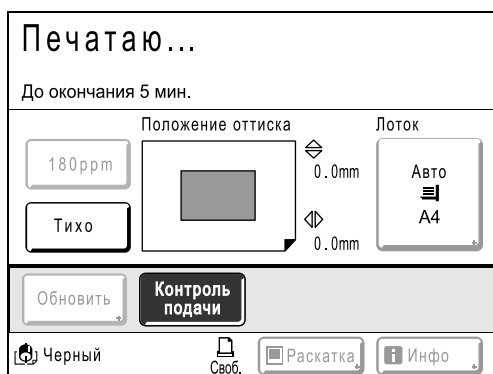 Печатаю...
До окончания 5 мин.
Положение оттиска
Лоток
180ppm
0.0mm
Авто
A4
Тихо
0.0mm
Обновить
Контроль
подачи
Черный
Своб.
Раскатка
Инфо